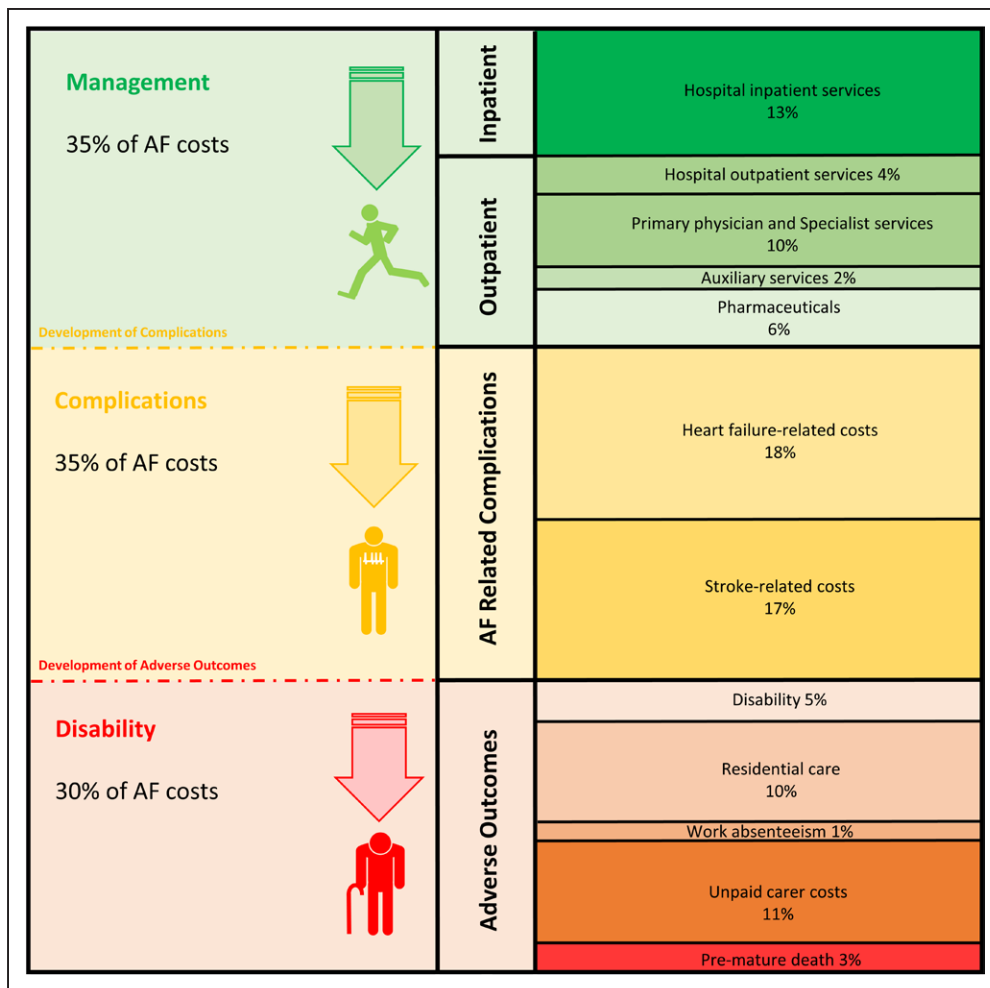 Management
35% of AF costs
Development of Complications
Inpatient
Hospital inpatient services
13%
Outpatient
Hospital outpatient services 4%
Primary physician and Specialist services
10%
Auxiliary services 2%
Pharmaceuticals
6%
Complications
35% of AF costs
Development of Adverse Outcomes
AF Related Complications
Heart failure-related costs
18%
Stroke-related costs
17%
Disability
30% of AF costs
Adverse Outcomes
Disability 5%
Residential care
10%
Work absenteeism 1%
Unpaid carer costs
11%
Pre-mature death 3%